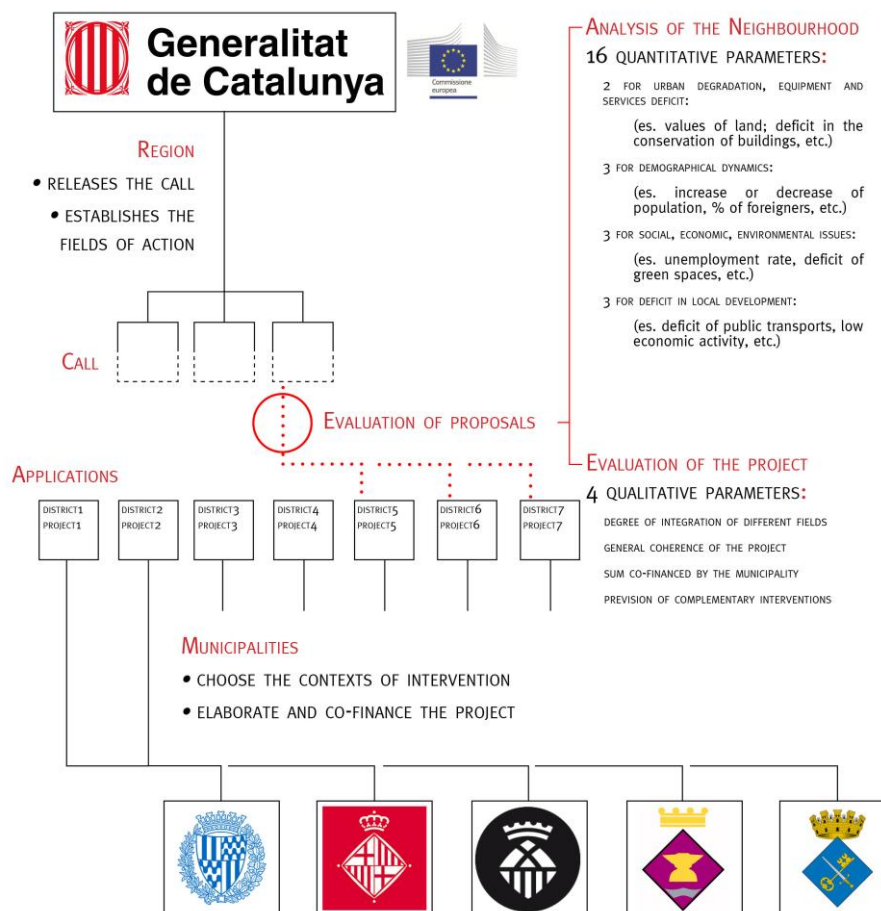 Generalitat
de Catalunya
Commissione
europea
REGION
• RELEASES THE CALL
• ESTABLISHES THE
FIELDS OF ACTION
CALL
ANALYSIS OF THE NEIGHBOURHOOD
16 QUANTITATIVE PARAMETERS:
2 FOR URBAN DEGRADATION, EQUIPMENT AND
SERVICES DEFICIT:
(es. values of land; deficit in the
conservation of buildings, etc.)
3 FOR DEMOGRAPHICAL DYNAMICS:
(es. increase or decrease of
population, % of foreigners, etc.)
3 FOR SOCIAL, ECONOMIC, ENVIRONMENTAL ISSUES:
(es. unemployment rate, deficit of
green spaces, etc.)
3 FOR DEFICIT IN LOCAL DEVELOPMENT:
(es. deficit of public transports, low
economic activity, etc.)
EVALUATION OF PROPOSALS
EVALUATION OF THE PROJECT
4 QUALITATIVE PARAMETERS:
DEGREE OF INTEGRATION OF DIFFERENT FIELDS
GENERAL COHERENCE OF THE PROJECT
SUM CO-FINANCED BY THE MUNICIPALITY
PREVISION OF COMPLEMENTARY INTERVENTIONS
APPLICATIONS
DISTRICT1
PROJECT1
DISTRICT2
PROJECT2
DISTRICT3
PROJECT3
DISTRICT4
PROJECT4
DISTRICT5
PROJECT5
DISTRICT6
PROJECT6
DISTRICT7
PROJECT7
MUNICIPALITIES
• CHOOSE THE CONTEXTS OF INTERVENTION
• ELABORATE AND CO-FINANCE THE PROJECT